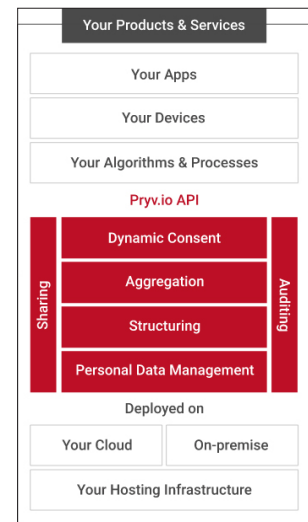 Your Products & Services
Your Apps
Your Devices
Your Algorithms & Processes
Pryv.io API
Sharing
Dynamic Consent
Aggregation
Structuring
Personal Data Management
Auditing
Deployed on
Your Cloud
On-premise
Your Hosting Infrastructure